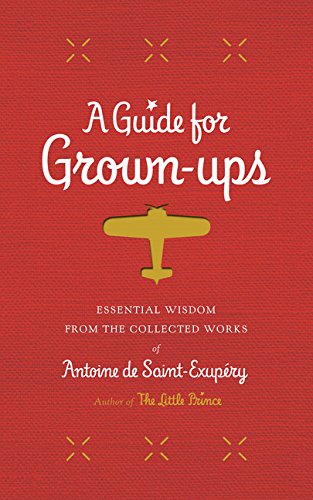 A Guide for
Grown-ups
ESSENTIAL WISDOM
FROM THE COLLECTED WORKS
of
Antoine de Saint-Exupéry
Author of The Little Prince